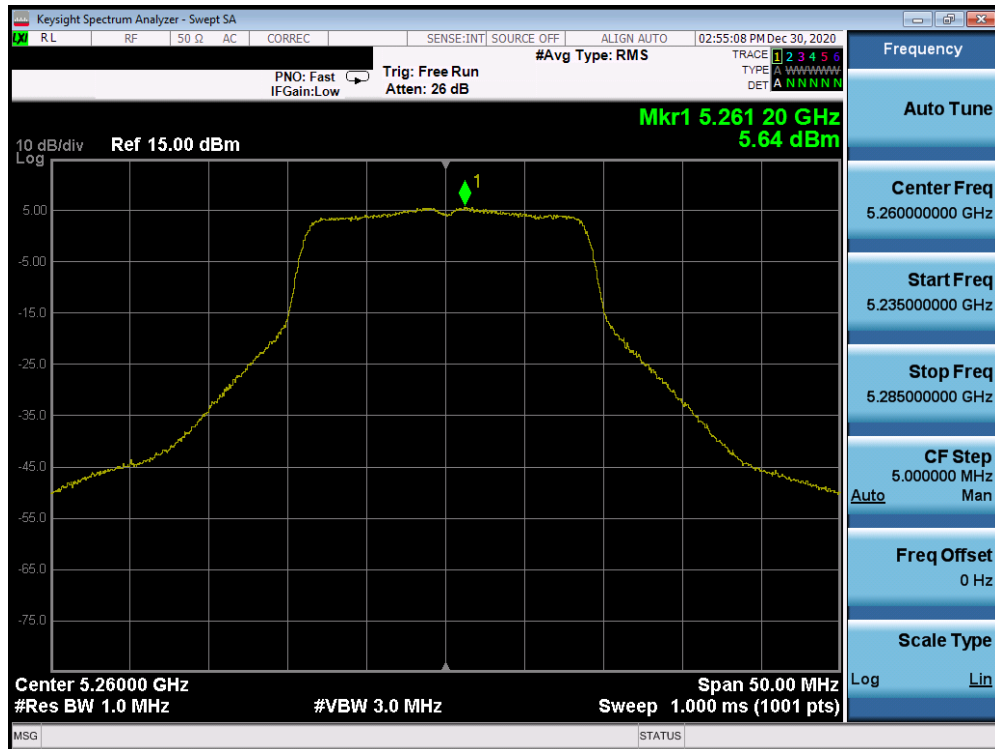 Keysight Spectrum Analyzer - Swept SA
LXI RL RF 50 Ω AC CORREC SENSE:INT SOURCE OFF ALIGN AUTO 02:55:08 PM Dec 30, 2020
#Avg Type: RMS
TRACE 1 2 3 4 5 6
PNO: Fast Trig: Free Run
TYPE A WWWWW
IFGain:Low Atten: 26 dB
DET A N N N N N
Mkr1 5.261 20 GHz
5.64 dBm
10 dB/div Ref 15.00 dBm
Log
1
5.00
-5.00
-15.0
-25.0
-35.0
-45.0
-55.0
-65.0
-75.0
Center 5.26000 GHz Span 50.00 MHz
#Res BW 1.0 MHz #VBW 3.0 MHz Sweep 1.000 ms (1001 pts)
MSG STATUS
Frequency
Auto Tune
Center Freq
5.260000000 GHz
Start Freq
5.235000000 GHz
Stop Freq
5.285000000 GHz
CF Step
5.000000 MHz
Auto Man
Freq Offset
0 Hz
Scale Type
Log Lin